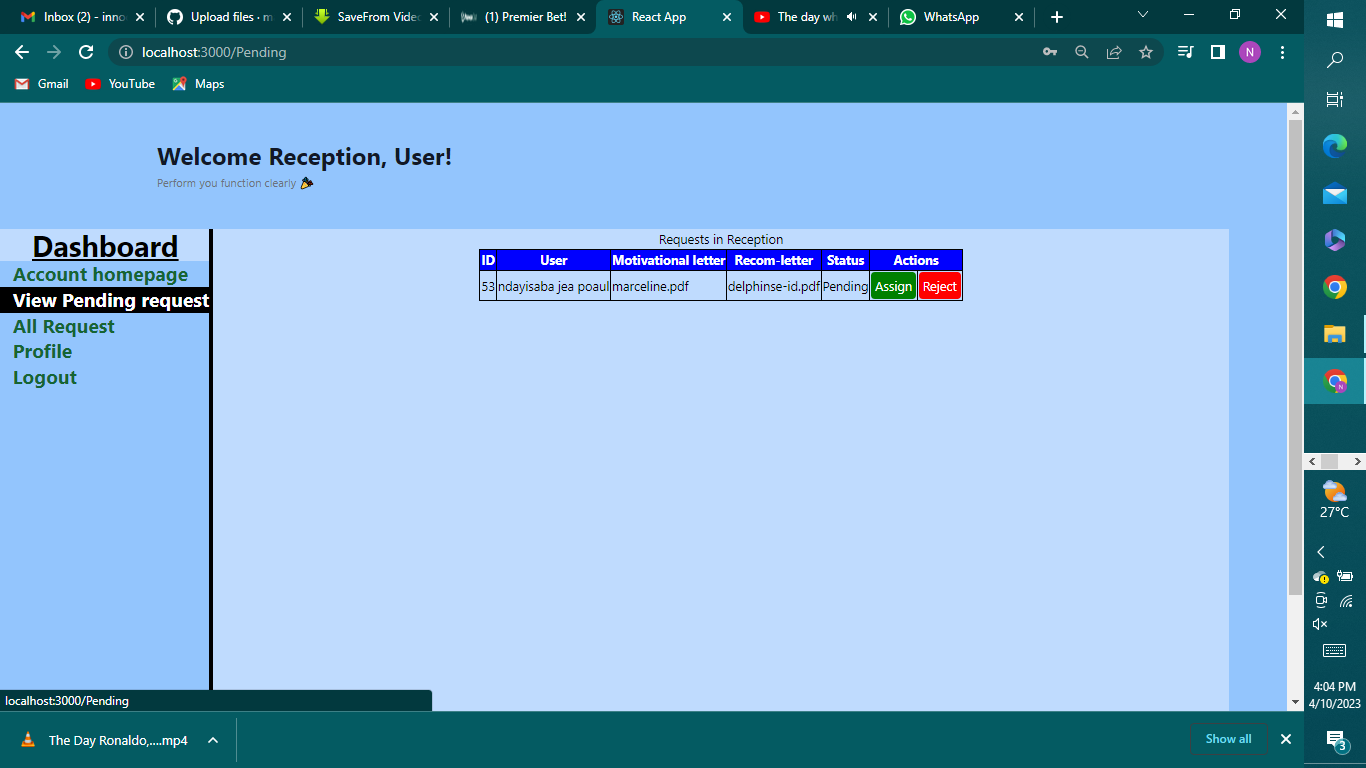 Inbox (2) - inno
Upload files · m
SaveFrom Video
(1) Premier Bet!
React App
The day wh
WhatsApp
localhost:3000/Pending
N
Gmail
YouTube
Maps
Welcome Reception, User!
Perform you function clearly
Dashboard
Account homepage
View Pending request
All Request
Profile
Logout
Requests in Reception
ID User Motivational letter Recom-letter Status Actions
53 ndayisaba jea poaul marceline.pdf delphinse-id.pdf Pending Assign Reject
localhost:3000/Pending
The Day Ronaldo,....mp4
Show all
27°C
4:04 PM
4/10/2023
3